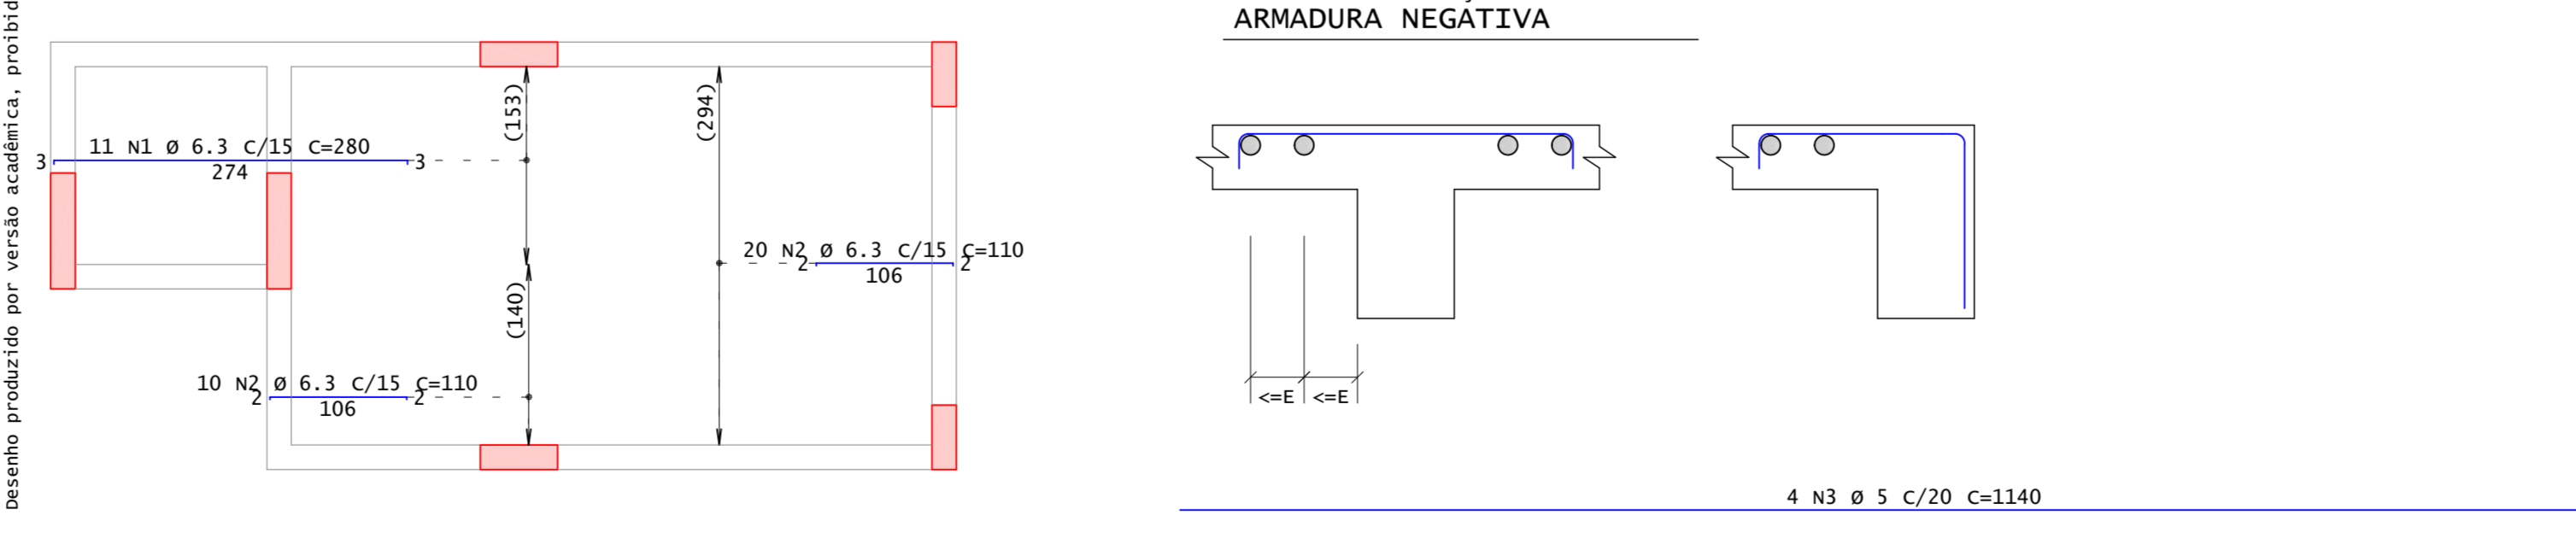 Desenho produzido por versão acadêmica, proibid
ARMADURA NEGATIVA
(153)
(294)
11 N1 Ø 6.3 C/15 C=280
3
3
274
20 N2 Ø 6.3 C/15 C=110
2
2
106
(140)
10 N2 Ø 6.3 C/15 C=110
2
2
106
<=E
<=E
4 N3 Ø 5 C/20 C=1140